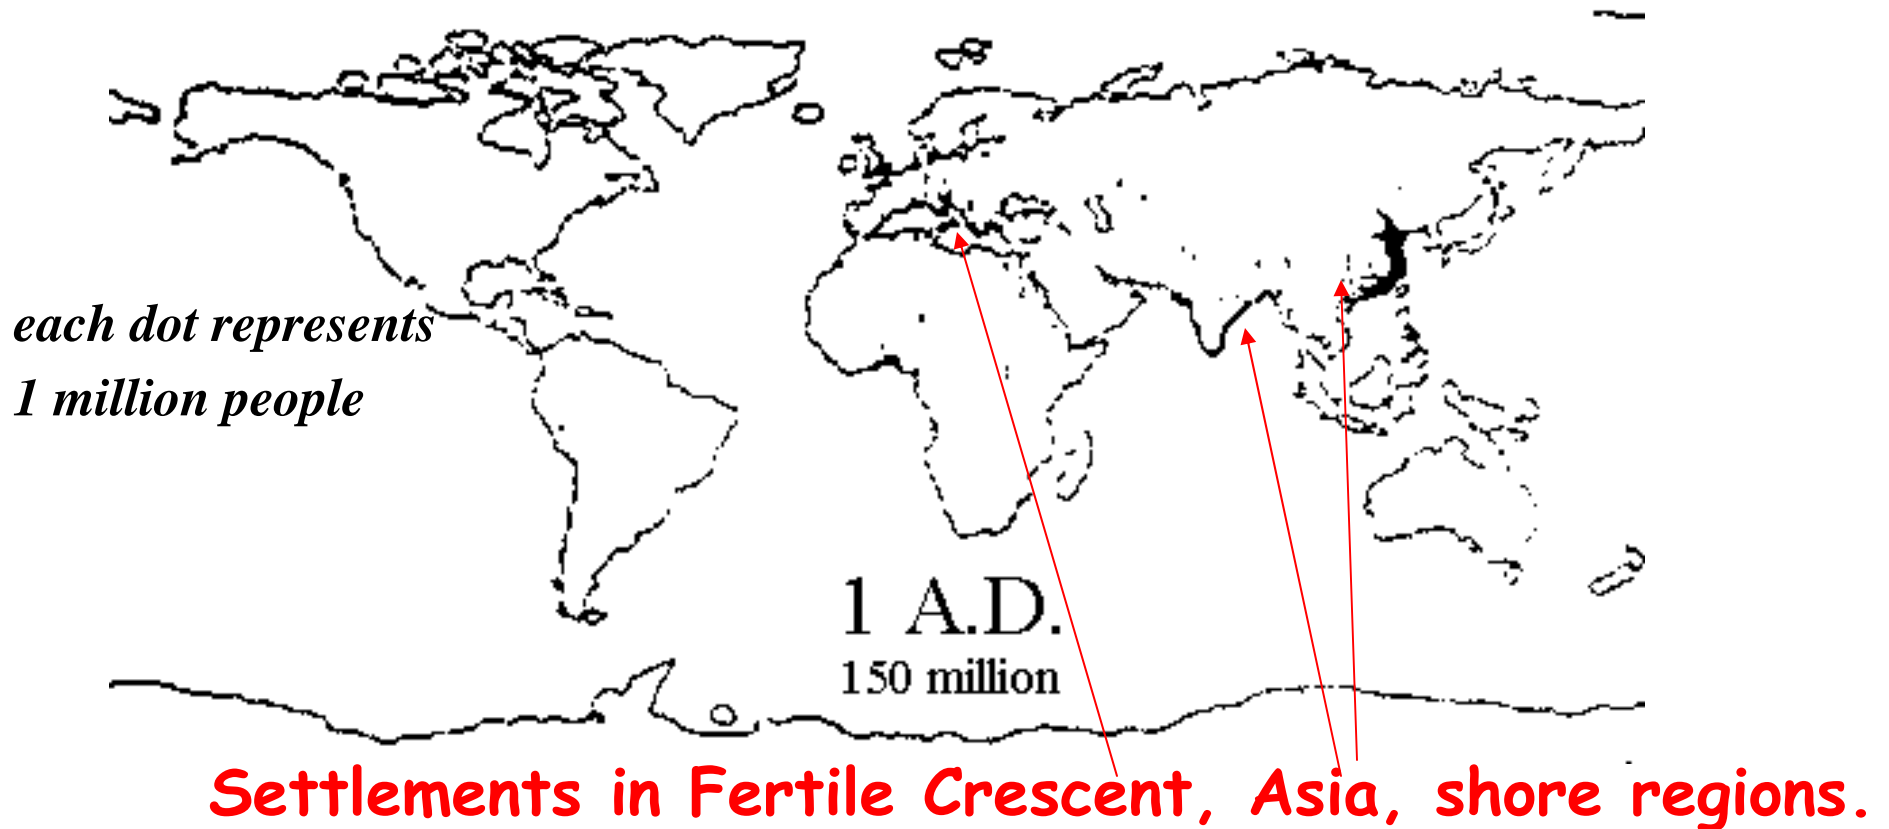 each dot represents
1 million people
1 A.D.
150 million
Settlements in Fertile Crescent, Asia, shore regions.